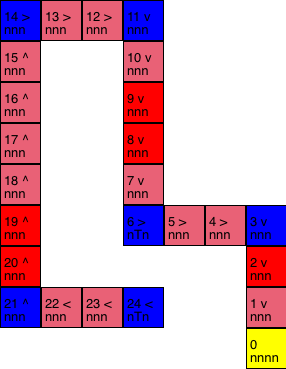 14 > 13 > 12 > 11 v
nnn nnn nnn nnn
15 ^ 10 v
nnn nnn
16 ^ 9 v
nnn nnn
17 ^ 8 v
nnn nnn
18 ^ 7 v
nnn nnn
19 ^ 6 > 5 > 4 > 3 v
nnn nTn nnn nnn nnn
20 ^ 2 v
nnn nnn
21 ^ 22 < 23 < 24 < 1 v
nnn nnn nnn nTn nnn
0
nnnn